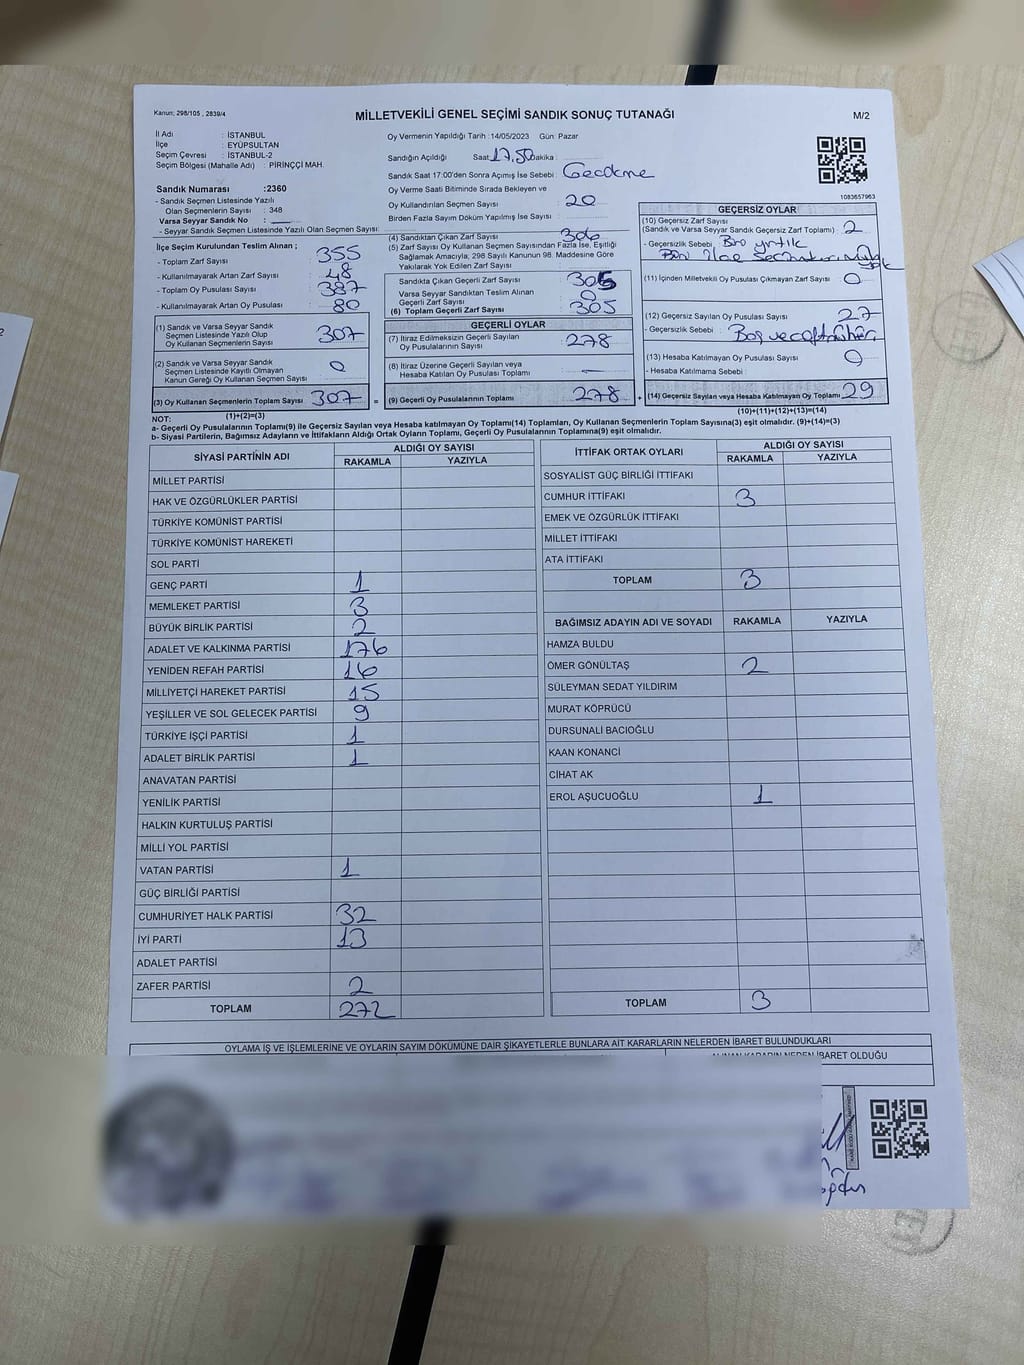 Kanun: 298/105 , 2839/4
MİLLETVEKİLİ GENEL SEÇİMİ SANDIK SONUÇ TUTANAĞI
M/2
İl Adı : İSTANBUL
İlçe : EYÜPSULTAN
Seçim Çevresi : İSTANBUL-2
Seçim Bölgesi (Mahalle Adı) : PİRİNÇÇİ MAH.
Sandık Numarası :2360
- Sandık Seçmen Listesinde Yazılı
Olan Seçmenlerin Sayısı : 348
Varsa Seyyar Sandık No :
- Seyyar Sandık Seçmen Listesinde Yazılı Olan Seçmen Sayısı:
Oy Vermenin Yapıldığı Tarih :14/05/2023 Gün: Pazar
Sandığın Açıldığı Saat 17.50 Dakika :
Sandık Saat 17:00'den Sonra Açılmış İse Sebebi : Gecikme
Oy Verme Saati Bitiminde Sırada Bekleyen ve
Oy Kullandırılan Seçmen Sayısı : 20
Birden Fazla Sayım Döküm Yapılmış İse Sayısı :
1083657963
İlçe Seçim Kurulundan Teslim Alınan ;
- Toplam Zarf Sayısı : 355
- Kullanılmayarak Artan Zarf Sayısı : 48
- Toplam Oy Pusulası Sayısı : 387
- Kullanılmayarak Artan Oy Pusulası : 80
(1) Sandık ve Varsa Seyyar Sandık
Seçmen Listesinde Yazılı Olup
Oy Kullanan Seçmenlerin Sayısı : 307
(2) Sandık ve Varsa Seyyar Sandık
Seçmen Listesinde Kayıtlı Olmayan
Kanun Gereği Oy Kullanan Seçmen Sayısı : 0
(3) Oy Kullanan Seçmenlerin Toplam Sayısı : 307 =
(1)+(2)=(3)
(4) Sandıktan Çıkan Zarf Sayısı : 306
(5) Zarf Sayısı Oy Kullanan Seçmen Sayısından Fazla İse, Eşitliği
Sağlamak Amacıyla, 298 Sayılı Kanunun 98. Maddesine Göre
Yakılarak Yok Edilen Zarf Sayısı :
Sandıkta Çıkan Geçerli Zarf Sayısı : 305
Varsa Seyyar Sandıktan Teslim Alınan
Geçerli Zarf Sayısı : 0
(6) Toplam Geçerli Zarf Sayısı : 305
GEÇERLİ OYLAR
(7) İtiraz Edilmeksizin Geçerli Sayılan
Oy Pusulalarının Sayısı : 278
(8) İtiraz Üzerine Geçerli Sayılan veya
Hesaba Katılan Oy Pusulası Toplamı : —
(9) Geçerli Oy Pusulalarının Toplamı : 278 +
GEÇERSİZ OYLAR
(10) Geçersiz Zarf Sayısı
(Sandık ve Varsa Seyyar Sandık Geçersiz Zarf Toplamı) : 2
- Geçersizlik Sebebi : Biri yırtık
Biri ilçe
(11) İçinden Milletvekili Oy Pusulası Çıkmayan Zarf Sayısı : 0
(12) Geçersiz Sayılan Oy Pusulası Sayısı : 27
- Geçersizlik Sebebi : Boş ve
(13) Hesaba Katılmayan Oy Pusulası Sayısı : 0
- Hesaba Katılmama Sebebi :
(14) Geçersiz Sayılan veya Hesaba Katılmayan Oy Toplamı : 29
(10)+(11)+(12)+(13)=(14)
NOT:
a- Geçerli Oy Pusulalarının Toplamı(9) ile Geçersiz Sayılan veya Hesaba katılmayan Oy Toplamı(14) Toplamları, Oy Kullanan Seçmenlerin Toplam Sayısına(3) eşit olmalıdır. (9)+(14)=(3)
b- Siyasi Partilerin, Bağımsız Adayların ve İttifakların Aldığı Ortak Oyların Toplamı, Geçerli Oy Pusulalarının Toplamına(9) eşit olmalıdır.
SİYASİ PARTİNİN ADI ALDIĞI OY SAYISI
RAKAMLA YAZIYLA
MİLLET PARTİSİ
HAK VE ÖZGÜRLÜKLER PARTİSİ
TÜRKİYE KOMÜNİST PARTİSİ
TÜRKİYE KOMÜNİST HAREKETİ
SOL PARTİ
GENÇ PARTİ 1
MEMLEKET PARTİSİ 3
BÜYÜK BİRLİK PARTİSİ 2
ADALET VE KALKINMA PARTİSİ 176
YENİDEN REFAH PARTİSİ 16
MİLLİYETÇİ HAREKET PARTİSİ 15
YEŞİLLER VE SOL GELECEK PARTİSİ 9
TÜRKİYE İŞÇİ PARTİSİ 1
ADALET BİRLİK PARTİSİ 1
ANAVATAN PARTİSİ
YENİLİK PARTİSİ
HALKIN KURTULUŞ PARTİSİ
MİLLİ YOL PARTİSİ
VATAN PARTİSİ 1
GÜÇ BİRLİĞİ PARTİSİ
CUMHURİYET HALK PARTİSİ 32
İYİ PARTİ 13
ADALET PARTİSİ
ZAFER PARTİSİ 2
TOPLAM 272
İTTİFAK ORTAK OYLARI ALDIĞI OY SAYISI
RAKAMLA YAZIYLA
SOSYALİST GÜÇ BİRLİĞİ İTTİFAKI
CUMHUR İTTİFAKI 3
EMEK VE ÖZGÜRLÜK İTTİFAKI
MİLLET İTTİFAKI
ATA İTTİFAKI
TOPLAM 3
BAĞIMSIZ ADAYIN ADI VE SOYADI RAKAMLA YAZIYLA
HAMZA BULDU
ÖMER GÖNÜLTAŞ 2
SÜLEYMAN SEDAT YILDIRIM
MURAT KÖPRÜCÜ
DURSUNALİ BACIOĞLU
KAAN KONANCİ
CİHAT AK
EROL AŞUCUOĞLU 1
TOPLAM 3
OYLAMA İŞ VE İŞLEMLERİNE VE OYLARIN SAYIM DÖKÜMÜNE DAİR ŞİKAYETLERLE BUNLARA AİT KARARLARIN NELERDEN İBARET BULUNDUKLARI
ALINAN KARARIN NEDEN İBARET OLDUĞU